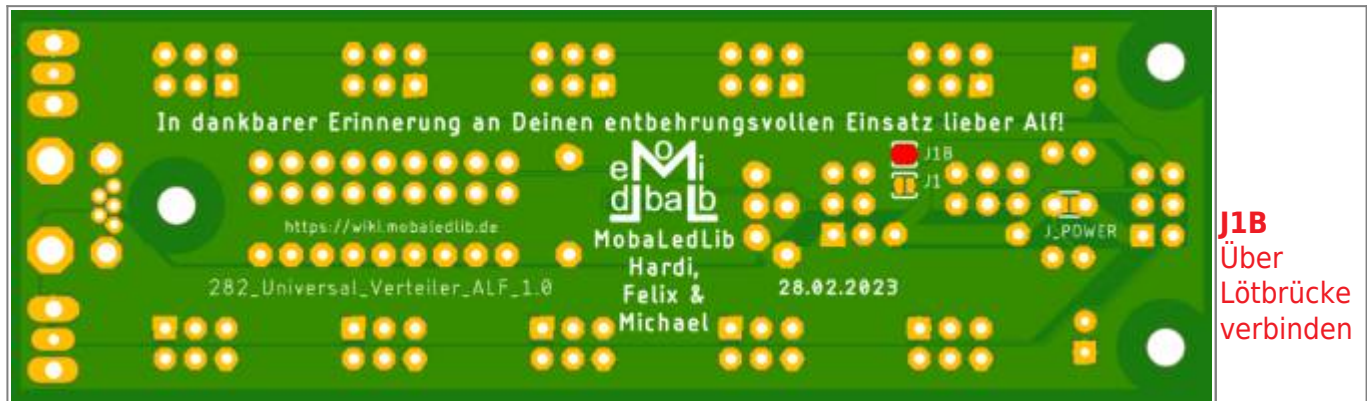 In dankbarer Erinnerung an Deinen entbehrungsvollen Einsatz lieber Alf!
J1B
J1
e M o i
d ba l b
https://wiki.mobaledlib.de
J_POWER
MobaLedLib
Hardi,
282_Universal_Verteiler_ALF_1.0
Felix &
28.02.2023
Michael
J1B
Über
Lötbrücke
verbinden